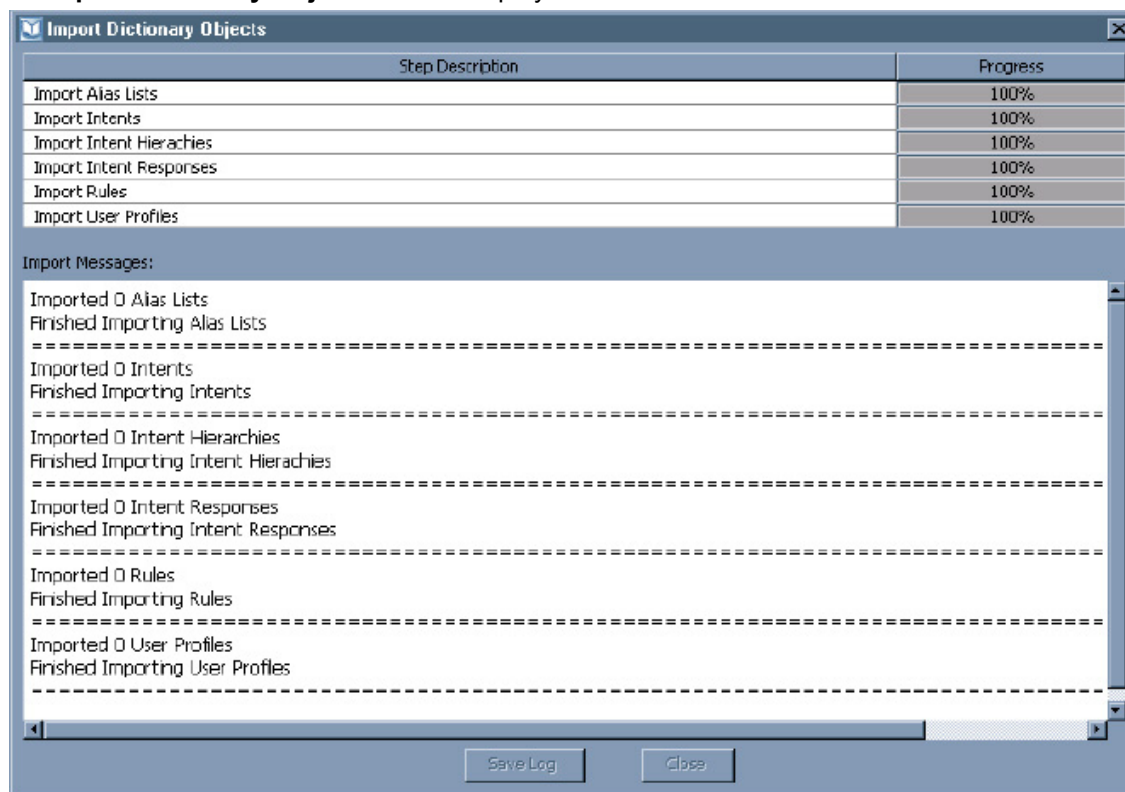 Import Dictionary Objects
Step Description Progress
Import Alias Lists 100%
Import Intents 100%
Import Intent Hierachies 100%
Import Intent Responses 100%
Import Rules 100%
Import User Profiles 100%
Import Messages:
Imported 0 Alias Lists
Finished Importing Alias Lists
Imported 0 Intents
Finished Importing Intents
Imported 0 Intent Hierarchies
Finished Importing Intent Hierachies
Imported 0 Intent Responses
Finished Importing Intent Responses
Imported 0 Rules
Finished Importing Rules
Imported 0 User Profiles
Finished Importing User Profiles
Save Log Close